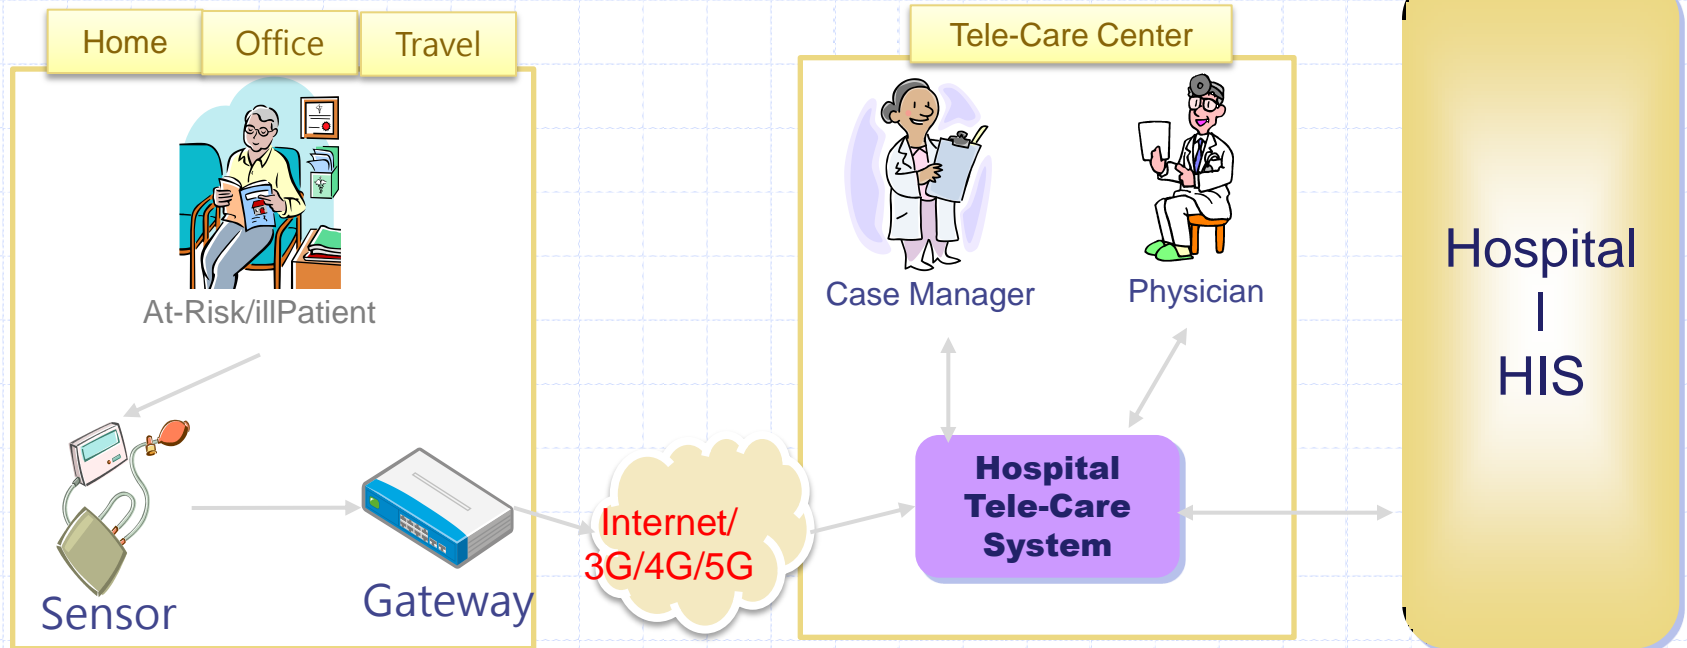 Home
Office
Travel
At-Risk/illPatient
Sensor
Gateway
Internet/
3G/4G/5G
Tele-Care Center
Case Manager
Physician
Hospital
Tele-Care
System
Hospital
I
HIS